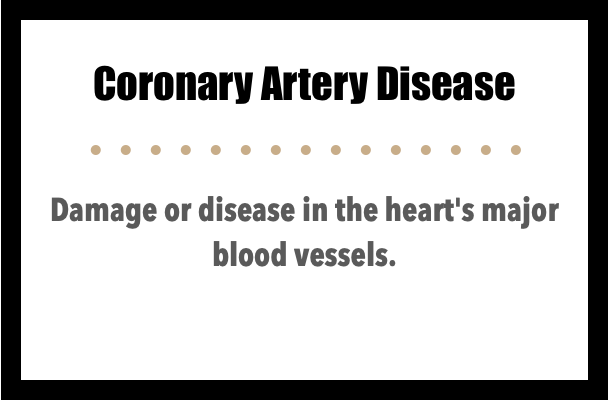 Coronary Artery Disease
Damage or disease in the heart's major
blood vessels.